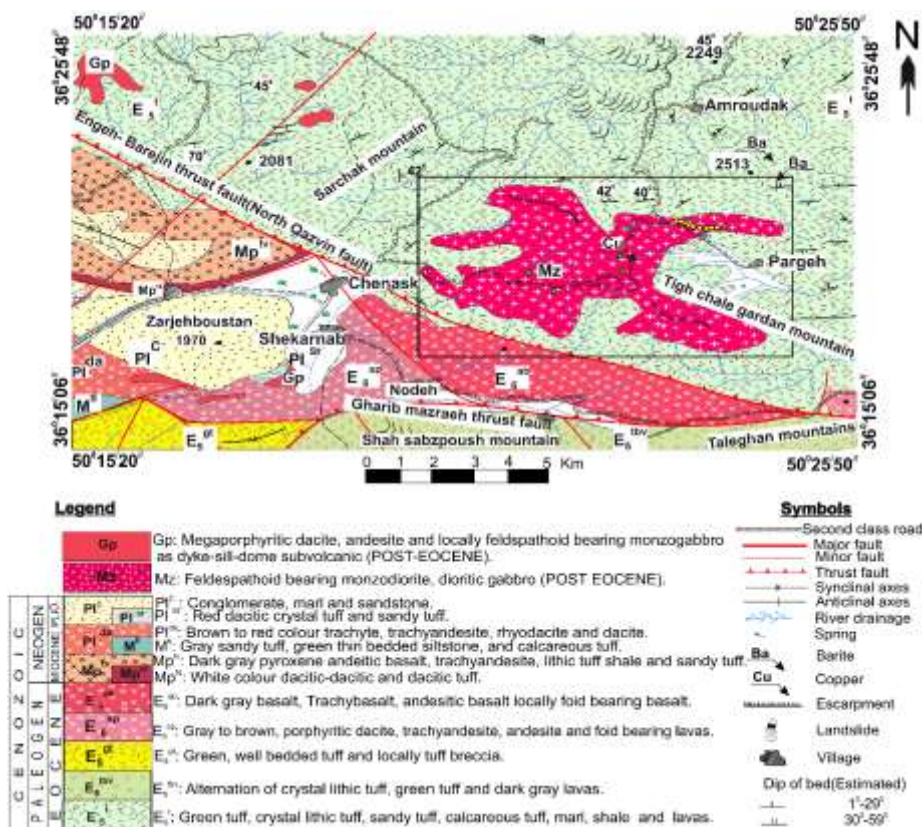 50°15'20"
50°25'50"
N
36°25'48"
36°25'48"
Gp
45°
2249
Amroudak
E
Ba
Ba
2513
70°
2081
Sarchak mountain
Engeh- Barejin thrust fault(North Qazvin fault)
42°
42° 40°
Cu
Mz
Pargeh
Tigh chale gardan mountain
Chenask
Zarjehboustan
1970
Shekarnab
Pl C
Gp
Nodeh
Gharib mazraeh thrust fault
Shah sabzpoush mountain
Taleghan mountains
36°15'06"
36°15'06"
50°15'20"
50°25'50"
0 1 2 3 4 5 Km
Legend
Gp
Gp: Megaporphyritic dacite, andesite and locally feldspathoid bearing monzogabbro
as dyke-sill-dome subvolcanic (POST-EOCENE).
Mz
Mz: Feldespathoid bearing monzodiorite, dioritic gabbro (POST EOCENE).
: Conglomerate, marl and sandstone.
: Red dacitic crystal tuff and sandy tuff.
: Brown to red colour trachyte, trachyandesite, rhyodacite and dacite.
: Gray sandy tuff, green thin bedded siltstone, and calcareous tuff.
: Dark gray pyroxene andeitic basalt, trachyandesite, lithic tuff shale and sandy tuff.
: White colour dacitic-dacitic and dacitic tuff.
: Dark gray basalt, Trachybasalt, andesitic basalt locally foid bearing basalt.
: Gray to brown, porphyritic dacite, trachyandesite, andesite and foid bearing lavas.
: Green, well bedded tuff and locally tuff breccia.
: Alternation of crystal lithic tuff, green tuff and dark gray lavas.
: Green tuff, crystal lithic tuff, sandy tuff, calcareous tuff, marl, shale and lavas.
CENOZOIC
PALEOGEN NEOGEN
EOCENE MIOCENE PLIO
Symbols
Second class road
Major fault
Minor fault
Thrust fault
Synclinal axes
Anticlinal axes
River drainage
Spring
Ba
Barite
Cu
Copper
Escarpment
Landslide
Village
Dip of bed(Estimated)
1°-29°
30°-59°